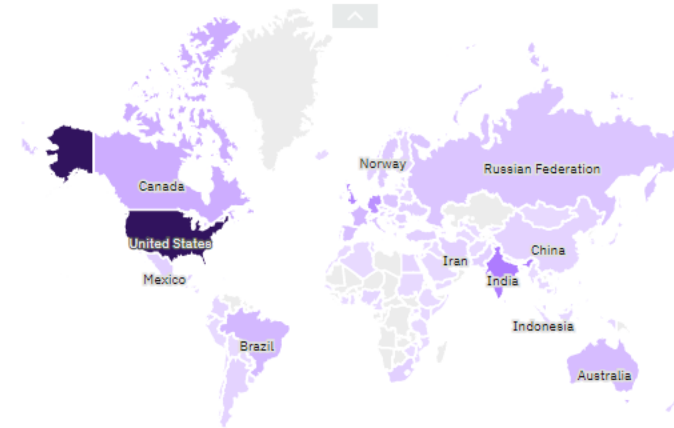 Norway
Russian Federation
Canada
United States
China
Iran
Mexico
India
Indonesia
Brazil
Australia